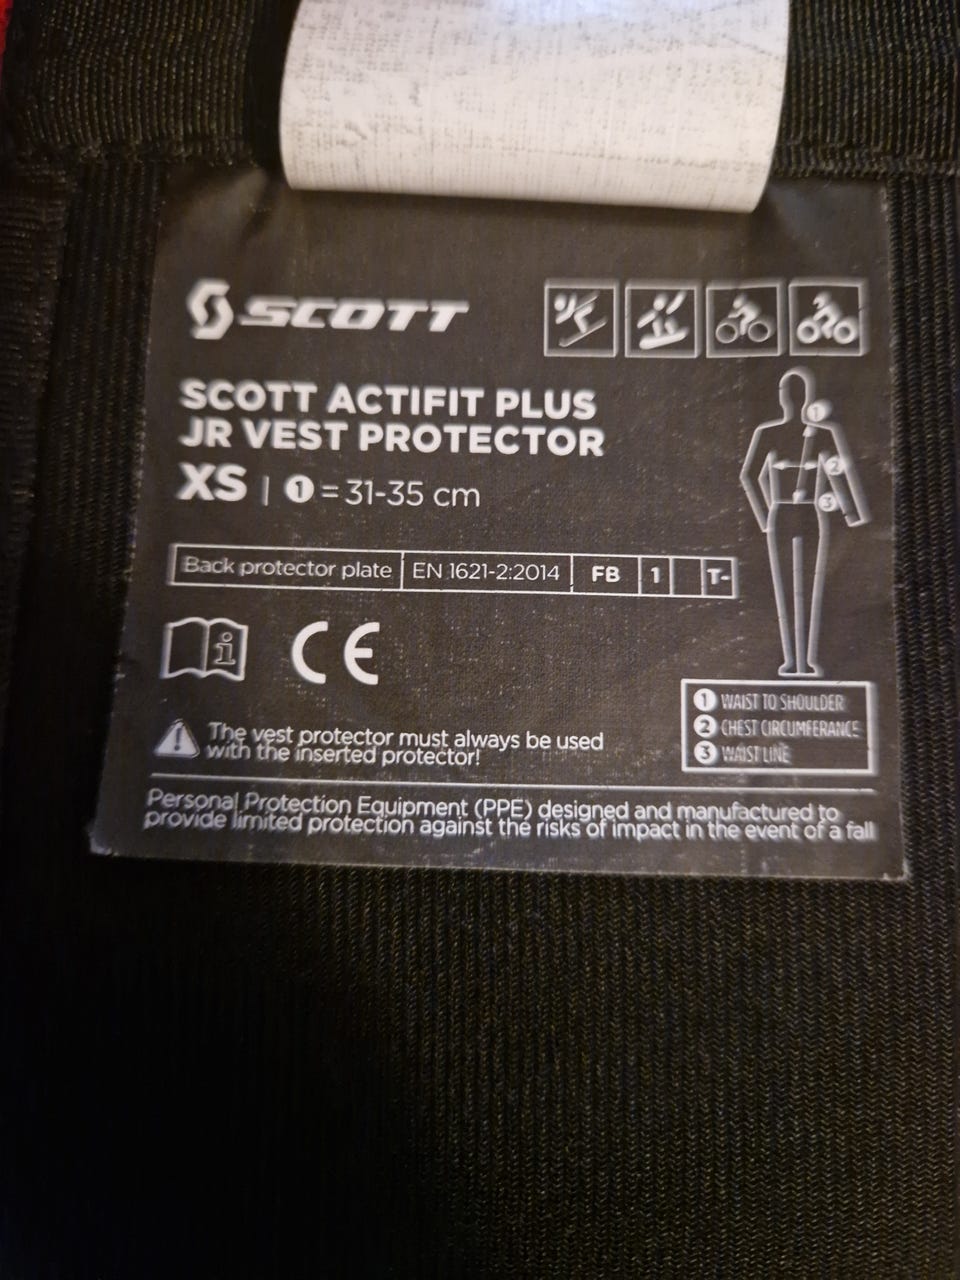 SCOTT
SCOTT ACTIFIT PLUS
JR VEST PROTECTOR
XS | 1 = 31-35 cm
1
2
3
Back protector plate EN 1621-2:2014 FB 1 T-
i CE
1 WAIST TO SHOULDER
2 CHEST CIRCUMFERANCE
3 WAIST LINE
! The vest protector must always be used
with the inserted protector!
Personal Protection Equipment (PPE) designed and manufactured to
provide limited protection against the risks of impact in the event of a fall